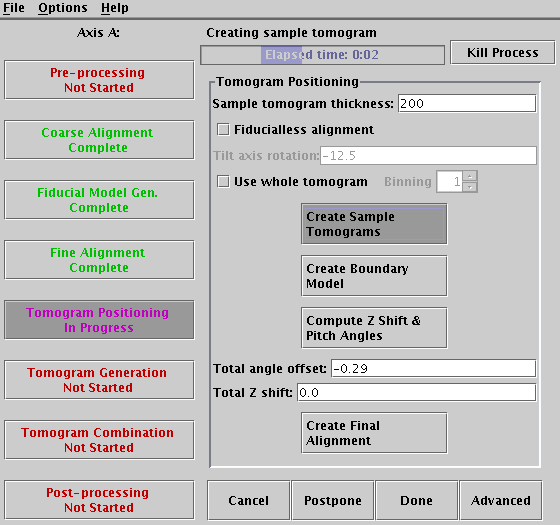 File Options Help
Axis A:
Creating sample tomogram
Elapsed time: 0:02
Kill Process
Pre-processing
Not Started
Coarse Alignment
Complete
Fiducial Model Gen.
Complete
Fine Alignment
Complete
Tomogram Positioning
In Progress
Tomogram Generation
Not Started
Tomogram Combination
Not Started
Post-processing
Not Started
Tomogram Positioning
Sample tomogram thickness: 200
Fiducialless alignment
Tilt axis rotation: -12.5
Use whole tomogram Binning 1
Create Sample
Tomograms
Create Boundary
Model
Compute Z Shift &
Pitch Angles
Total angle offset: -0.29
Total Z shift: 0.0
Create Final
Alignment
Cancel Postpone Done Advanced